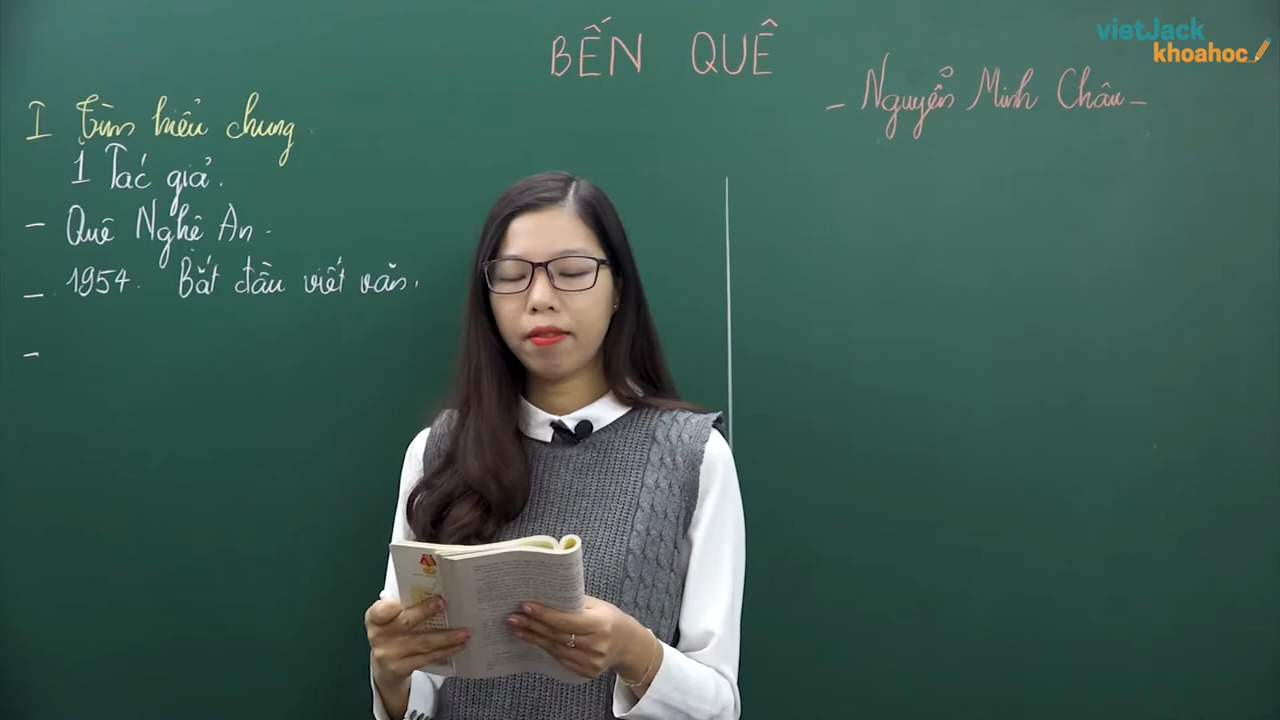 BẾN QUÊ
vietJack
khoahoc
- Nguyễn Minh Châu -
I Tìm hiểu chung.
1 Tác giả.
- Quê Nghệ An.
- 1954. Bắt đầu viết văn.
-